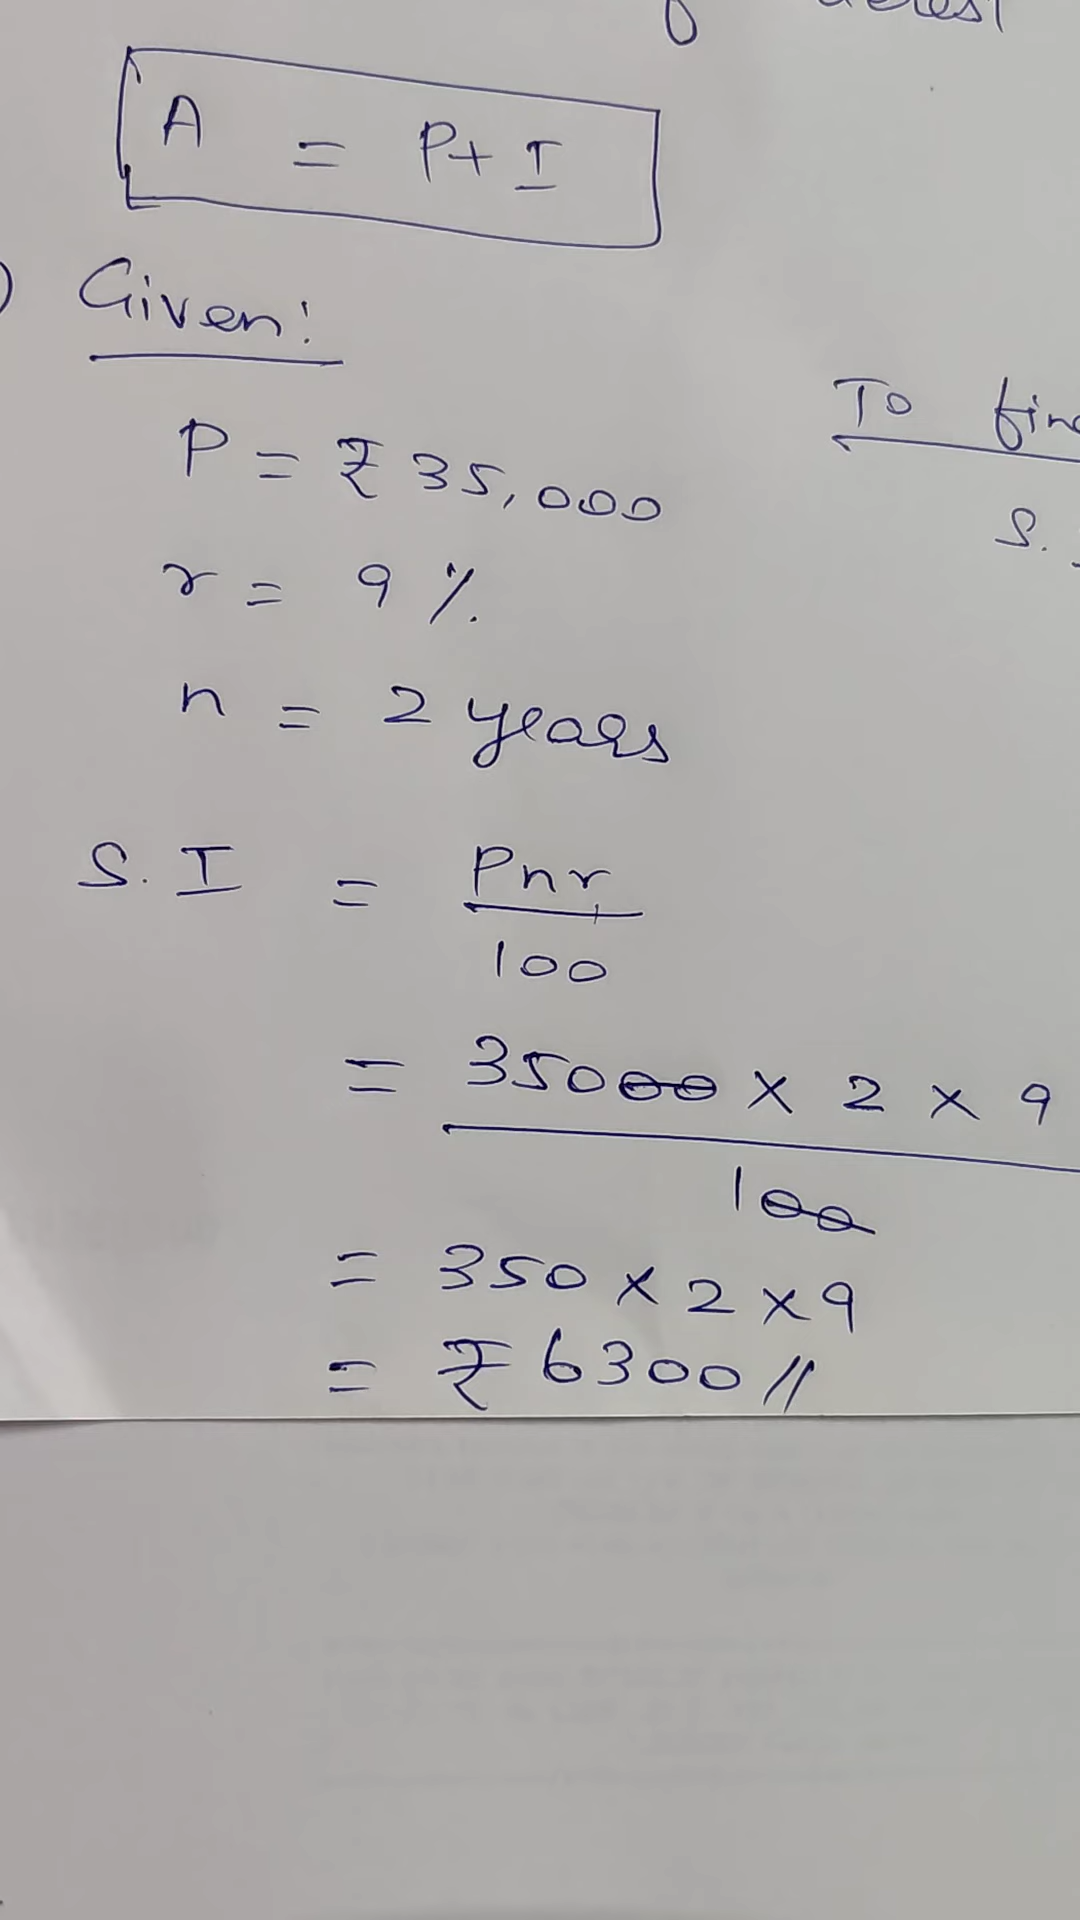 A = P+I
Given:
To
P = ₹ 35,000
S.
r = 9 %.
n = 2 years
S. I = Pnr
100
= 35000 × 2 × 9
100
= 350 × 2 × 9
= ₹ 6300 //